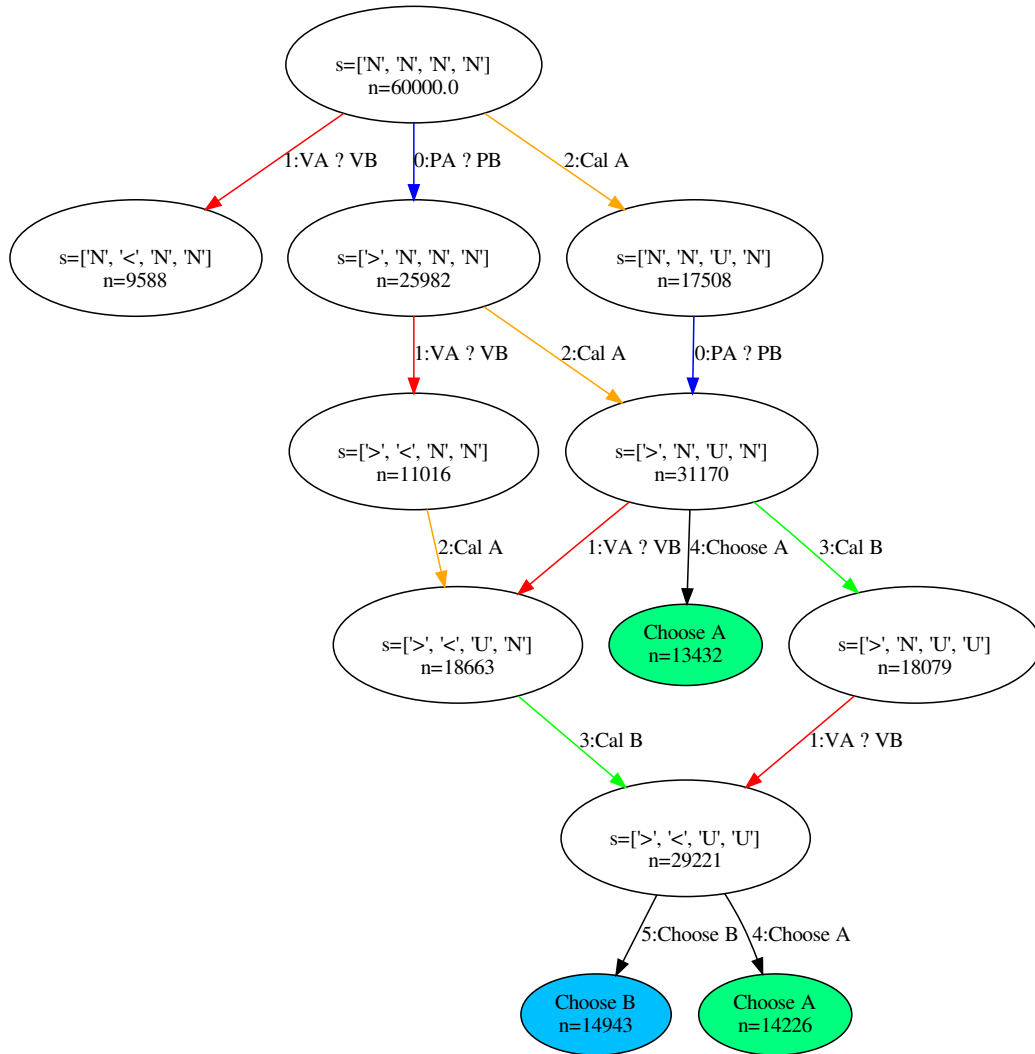 s=['N', 'N', 'N', 'N']
n=60000.0
1:VA ? VB
0:PA ? PB
2:Cal A
s=['N', '<', 'N', 'N']
n=9588
s=['>', 'N', 'N', 'N']
n=25982
s=['N', 'N', 'U', 'N']
n=17508
1:VA ? VB
2:Cal A
0:PA ? PB
s=['>', '<', 'N', 'N']
n=11016
s=['>', 'N', 'U', 'N']
n=31170
2:Cal A
1:VA ? VB
4:Choose A
3:Cal B
s=['>', '<', 'U', 'N']
n=18663
Choose A
n=13432
s=['>', 'N', 'U', 'U']
n=18079
3:Cal B
1:VA ? VB
s=['>', '<', 'U', 'U']
n=29221
5:Choose B
4:Choose A
Choose B
n=14943
Choose A
n=14226